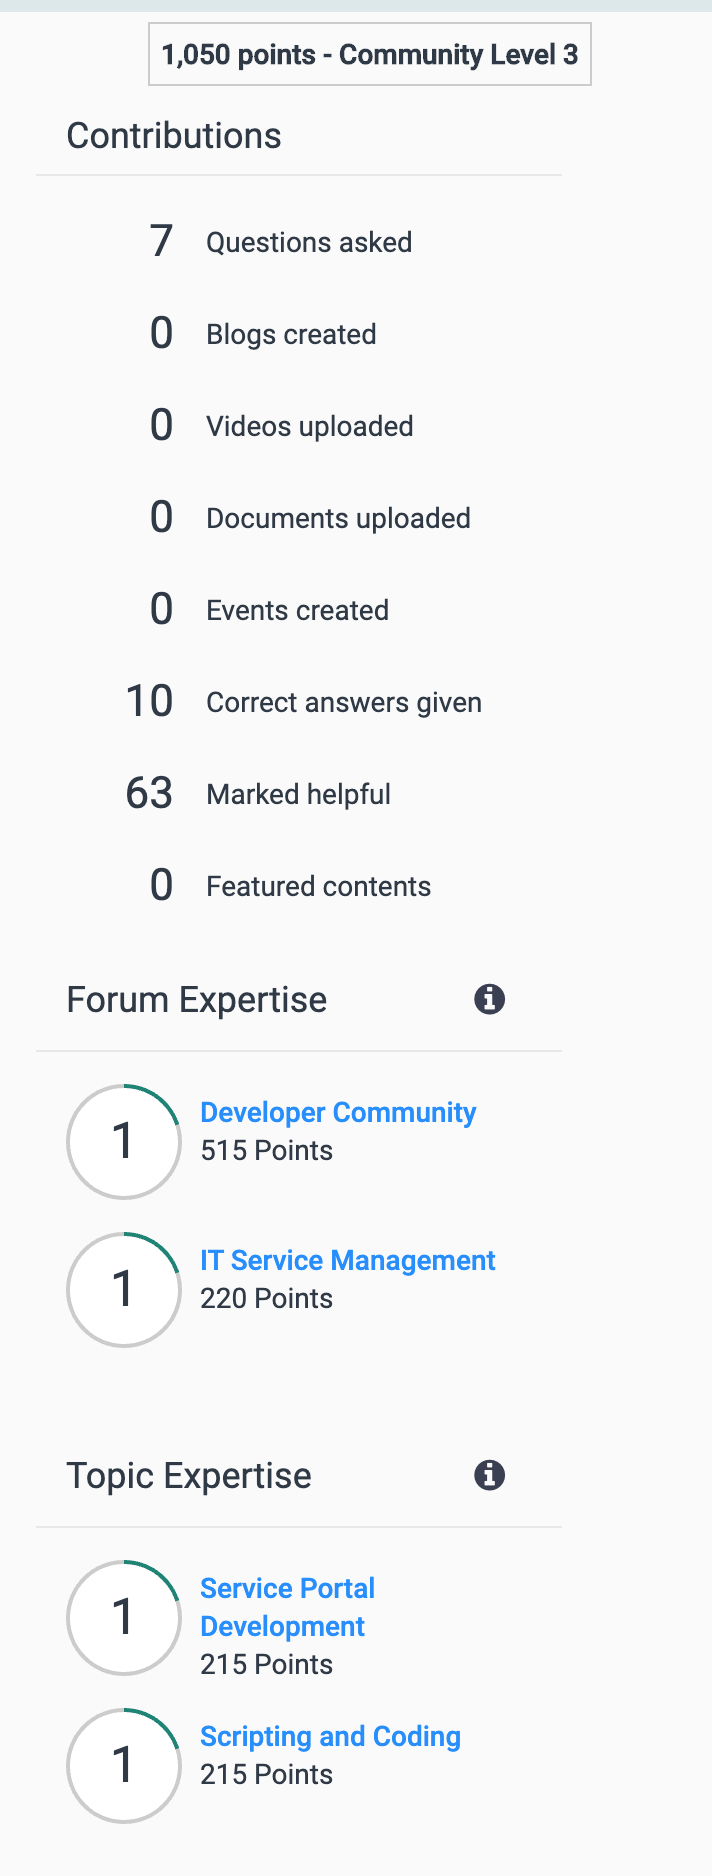 1,050 points - Community Level 3
Contributions
7 Questions asked
0 Blogs created
0 Videos uploaded
0 Documents uploaded
0 Events created
10 Correct answers given
63 Marked helpful
0 Featured contents
Forum Expertise
1
Developer Community
515 Points
1
IT Service Management
220 Points
Topic Expertise
1
Service Portal
Development
215 Points
1
Scripting and Coding
215 Points